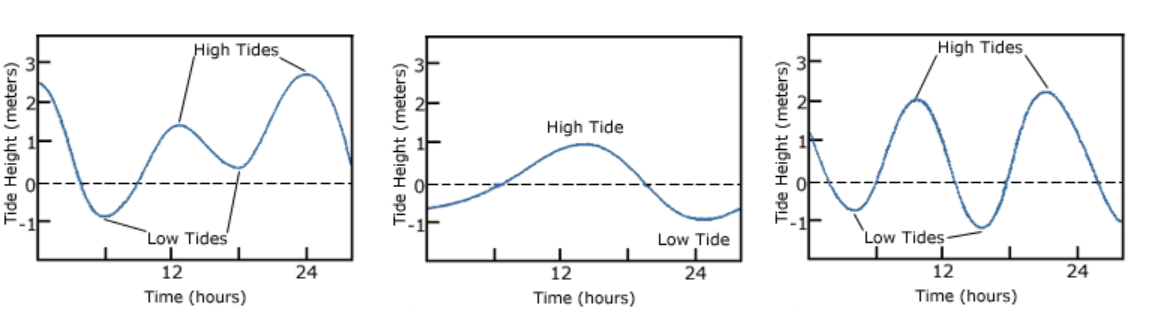 High Tides
3
2
1
0
-1
Tide Height (meters)
Low Tides
12
24
Time (hours)
3
2
1
0
-1
Tide Height (meters)
High Tide
Low Tide
12
24
Time (hours)
High Tides
3
2
1
0
-1
Tide Height (meters)
Low Tides
12
24
Time (hours)